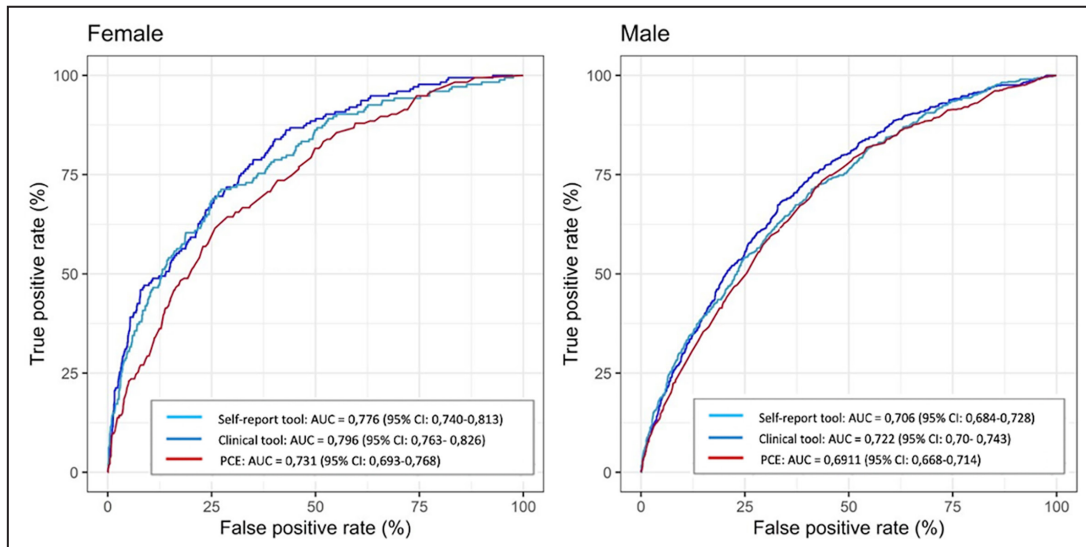 Female
True positive rate (%)
100
75
50
25
0
Self-report tool: AUC = 0,776 (95% CI: 0,740-0,813)
Clinical tool: AUC = 0,796 (95% CI: 0,763- 0,826)
PCE: AUC = 0,731 (95% CI: 0,693-0,768)
0 25 50 75 100
False positive rate (%)
Male
True positive rate (%)
100
75
50
25
0
Self-report tool: AUC = 0,706 (95% CI: 0,684-0,728)
Clinical tool: AUC = 0,722 (95% CI: 0,70- 0,743)
PCE: AUC = 0,6911 (95% CI: 0,668-0,714)
0 25 50 75 100
False positive rate (%)